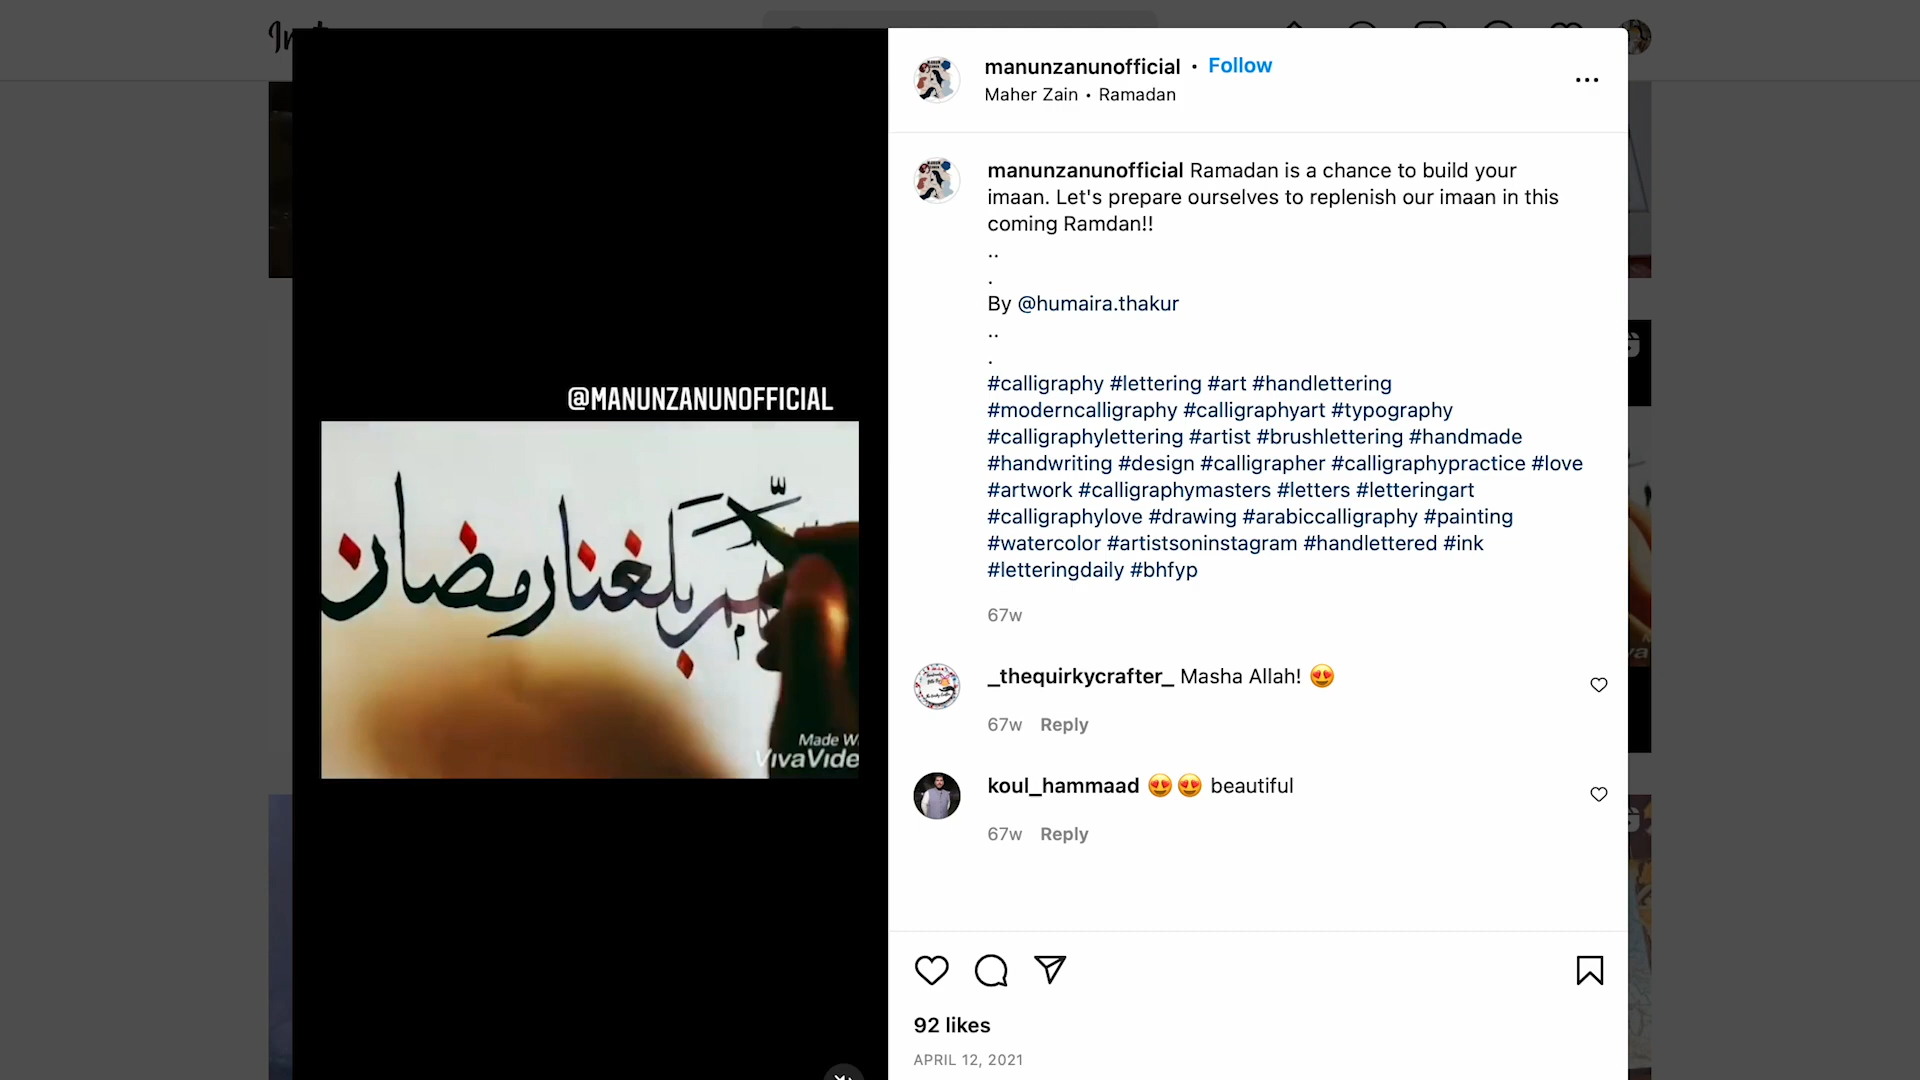 manunzanunofficial • Follow
Maher Zain • Ramadan
manunzanunofficial Ramadan is a chance to build your
imaan. Let's prepare ourselves to replenish our imaan in this
coming Ramdan!!
..
.
By @humaira.thakur
..
.
#calligraphy #lettering #art #handlettering
#moderncalligraphy #calligraphyart #typography
#calligraphylettering #artist #brushlettering #handmade
#handwriting #design #calligrapher #calligraphypractice #love
#artwork #calligraphymasters #letters #letteringart
#calligraphylove #drawing #arabiccalligraphy #painting
#watercolor #artistsoninstagram #handlettered #ink
#letteringdaily #bhfyp
67w
_thequirkycrafter_ Masha Allah! 😍
67w Reply
koul_hammaad 😍😍 beautiful
67w Reply
92 likes
APRIL 12, 2021
@MANUNZANUNOFFICIAL
بلغنا رمضان
Made W
VivaVide